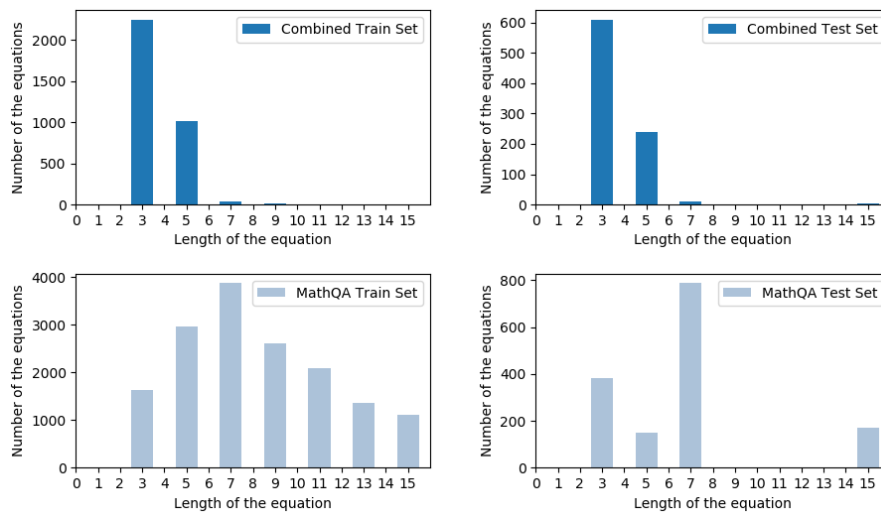 Combined Train Set
Number of the equations
2000
1500
1000
500
0
0 1 2 3 4 5 6 7 8 9 10 11 12 13 14 15
Length of the equation
Combined Test Set
Number of the equations
600
500
400
300
200
100
0
0 1 2 3 4 5 6 7 8 9 10 11 12 13 14 15
Length of the equation
MathQA Train Set
Number of the equations
4000
3000
2000
1000
0
0 1 2 3 4 5 6 7 8 9 10 11 12 13 14 15
Length of the equation
MathQA Test Set
Number of the equations
800
600
400
200
0
0 1 2 3 4 5 6 7 8 9 10 11 12 13 14 15
Length of the equation